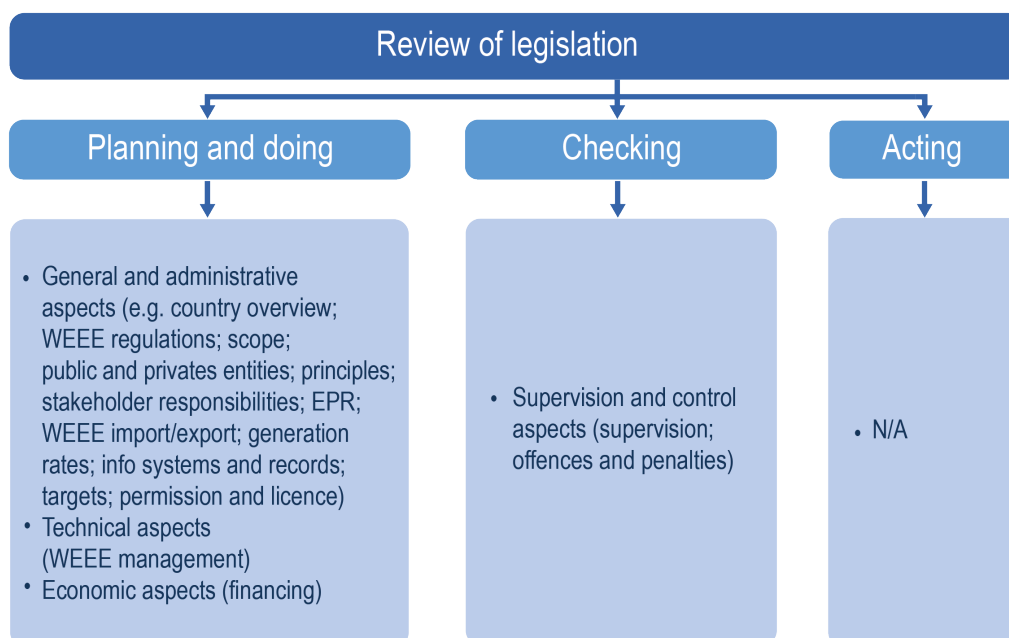 Review of legislation
Planning and doing
Checking
Acting
• General and administrative
aspects (e.g. country overview;
WEEE regulations; scope;
public and privates entities; principles;
stakeholder responsibilities; EPR;
WEEE import/export; generation
rates; info systems and records;
targets; permission and licence)
• Technical aspects
(WEEE management)
• Economic aspects (financing)
• Supervision and control
aspects (supervision;
offences and penalties)
• N/A